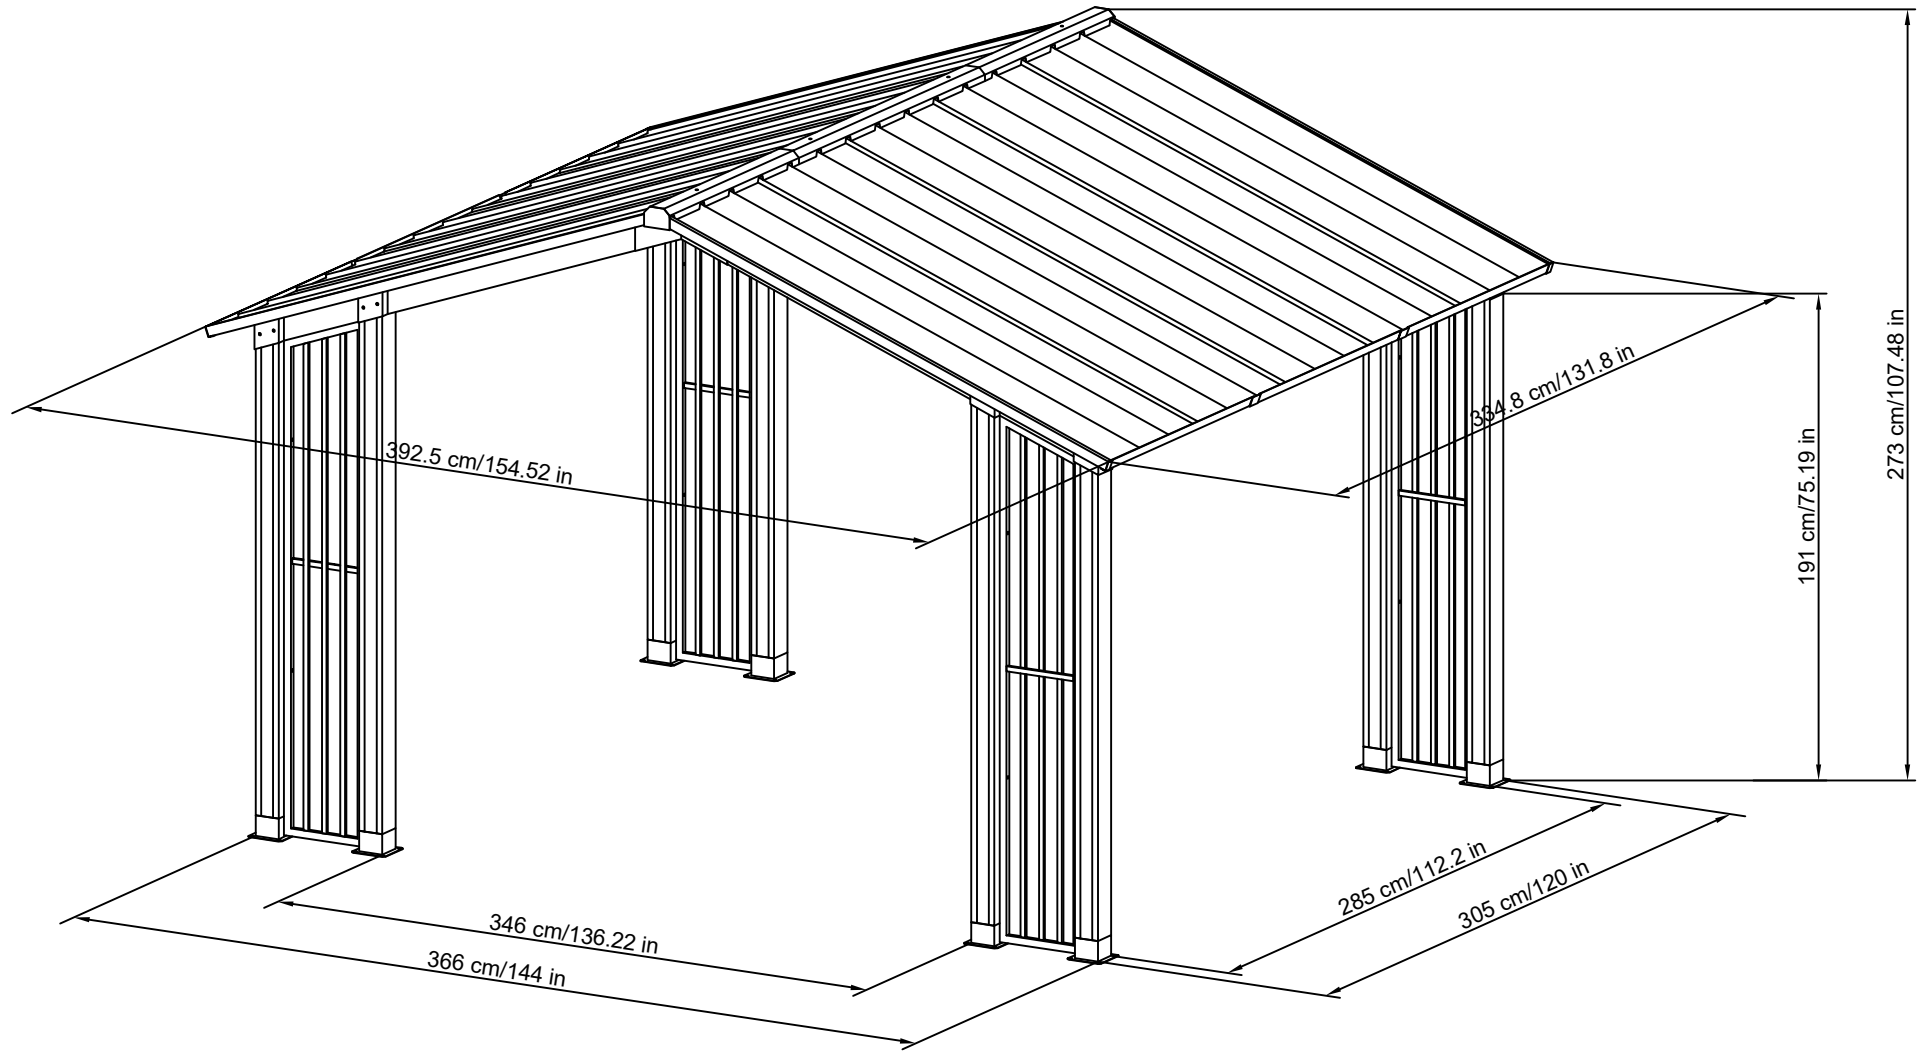 273 cm/107.48 in
334.8 cm/131.8 in
191 cm/75.19 in
392.5 cm/154.52 in
285 cm/112.2 in
305 cm/120 in
346 cm/136.22 in
366 cm/144 in